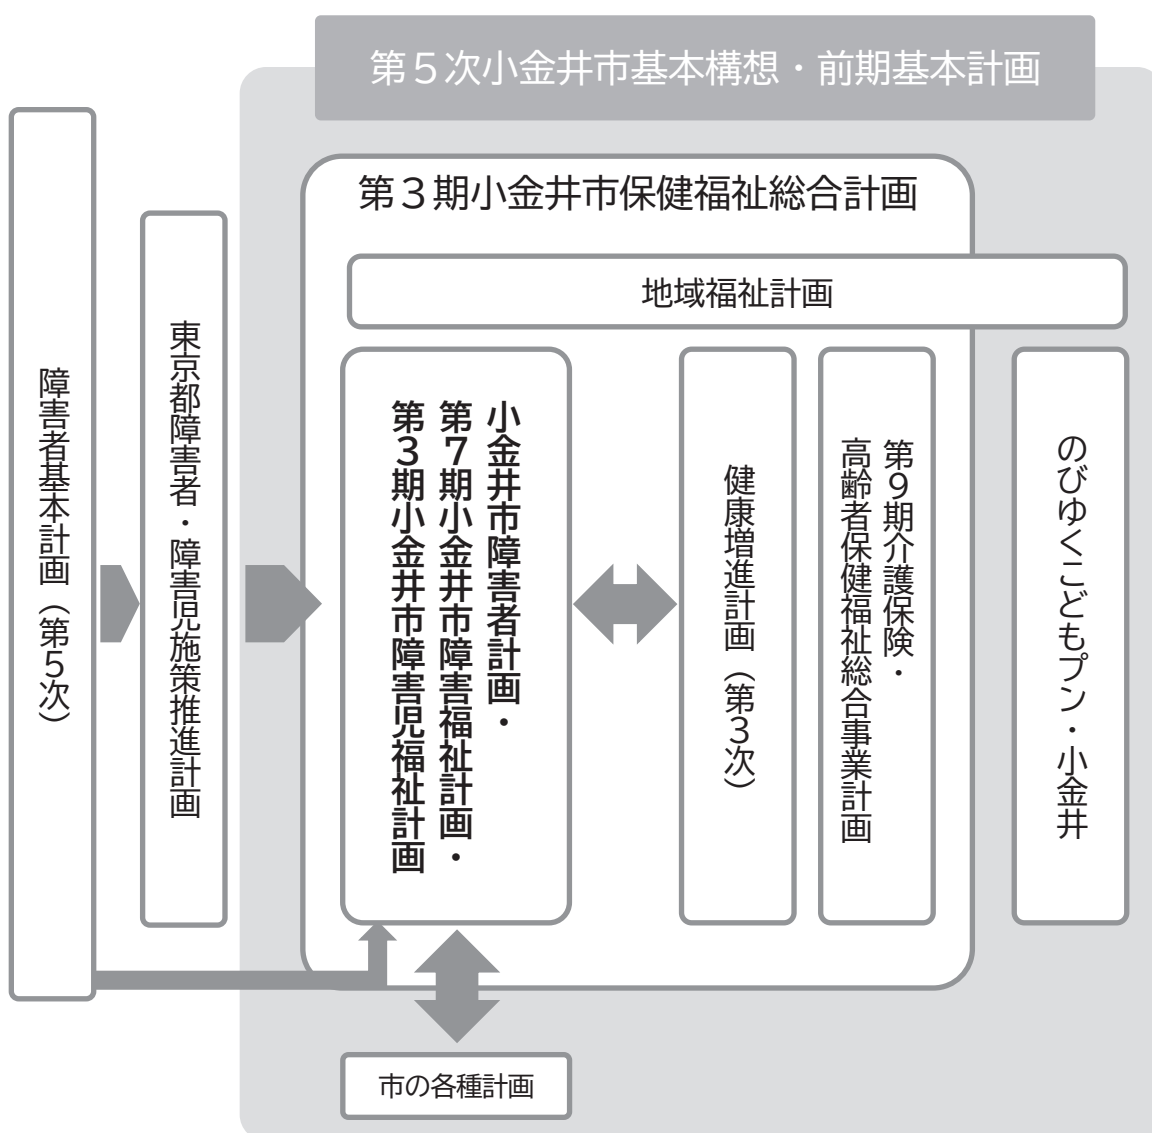 第５次小金井市基本構想・前期基本計画
第３期小金井市保健福祉総合計画
地域福祉計画
障害者基本計画（第５次）
東京都障害者・障害児施策推進計画
小金井市障害者計画・
第７期小金井市障害福祉計画・
第３期小金井市障害児福祉計画
健康増進計画（第３次）
第９期介護保険・
高齢者保健福祉総合事業計画
のびゆくこどもプン・小金井
市の各種計画